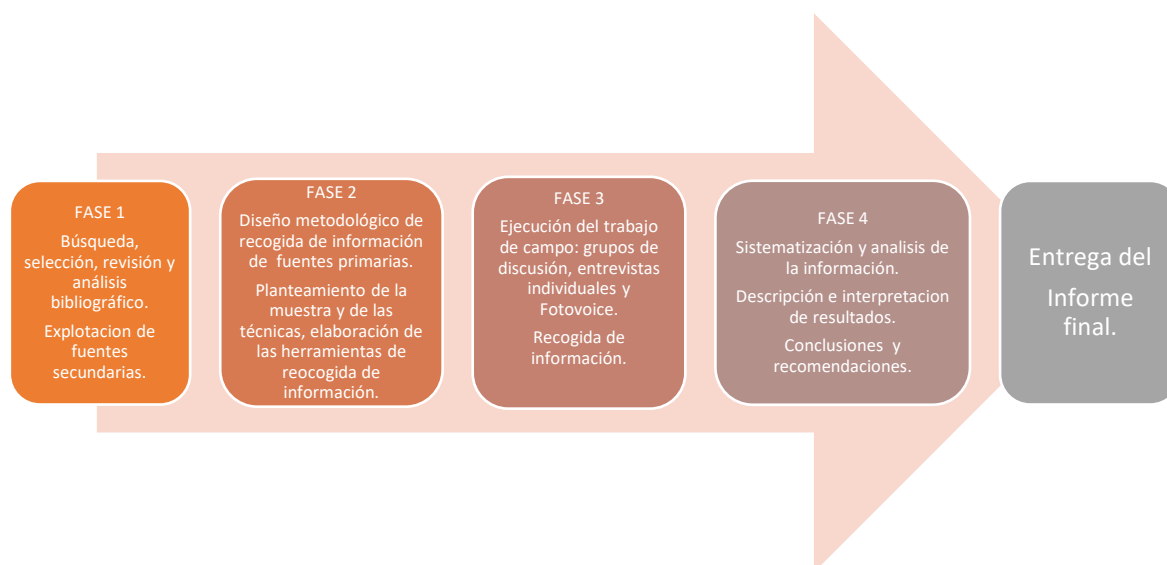 FASE 1
Búsqueda,
selección, revisión y
análisis
bibliográfico.
Explotacion de
fuentes
secundarias.
FASE 2
Diseño metodológico de
recogida de información
de fuentes primarias.
Planteamiento de la
muestra y de las
técnicas, elaboración de
las herramientas de
reocogida de
información.
FASE 3
Ejecución del trabajo
de campo: grupos de
discusión, entrevistas
individuales y
Fotovoice.
Recogida de
información.
FASE 4
Sistematización y analisis de
la información.
Descripción e interpretacion
de resultados.
Conclusiones y
recomendaciones.
Entrega del
Informe
final.